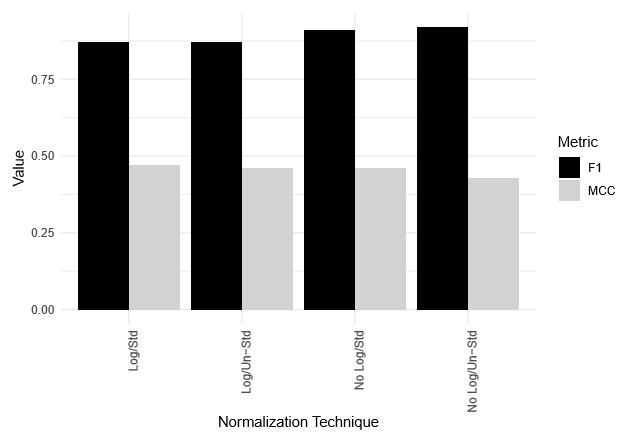 Value
0.75
0.50
0.25
0.00
Log/Std
Log/Un−Std
No Log/Std
No Log/Un−Std
Normalization Technique
Metric
F1
MCC